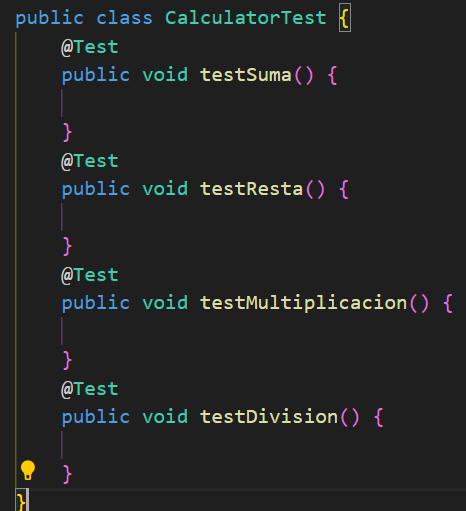 public class CalculatorTest {
@Test
public void testSuma() {
}
@Test
public void testResta() {
}
@Test
public void testMultiplicacion() {
}
@Test
public void testDivision() {
}
}